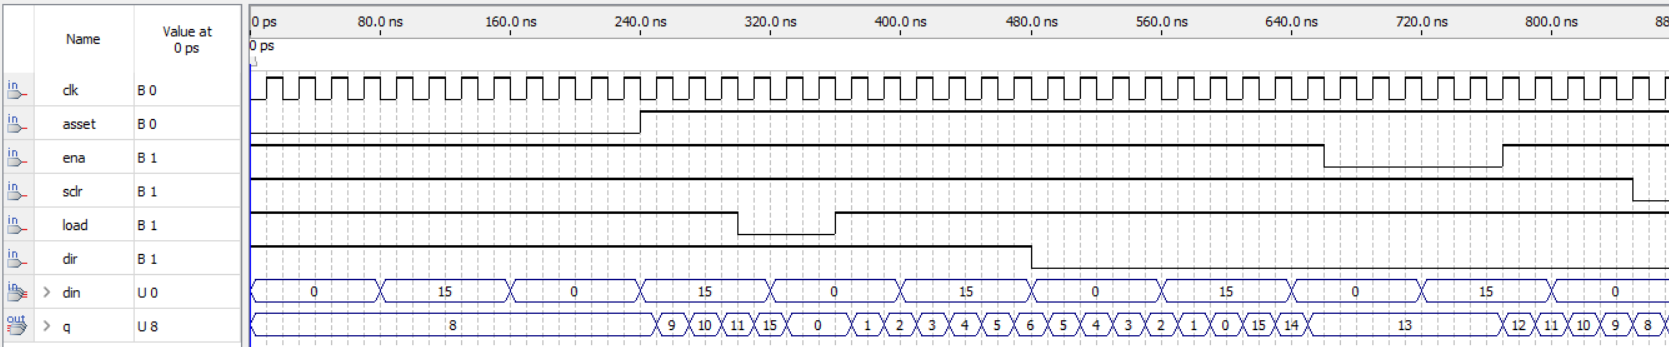 0 ps 80.0 ns 160.0 ns 240.0 ns 320.0 ns 400.0 ns 480.0 ns 560.0 ns 640.0 ns 720.0 ns 800.0 ns 88
Name Value at
0 ps
0 ps
in clk B 0
in asset B 0
in ena B 1
in sclr B 1
in load B 1
in dir B 1
in > din U 0 0 15 0 15 0 15 0 15 0 15 0
out > q U 8 8 9 10 11 15 0 1 2 3 4 5 6 5 4 3 2 1 0 15 14 13 12 11 10 9 8